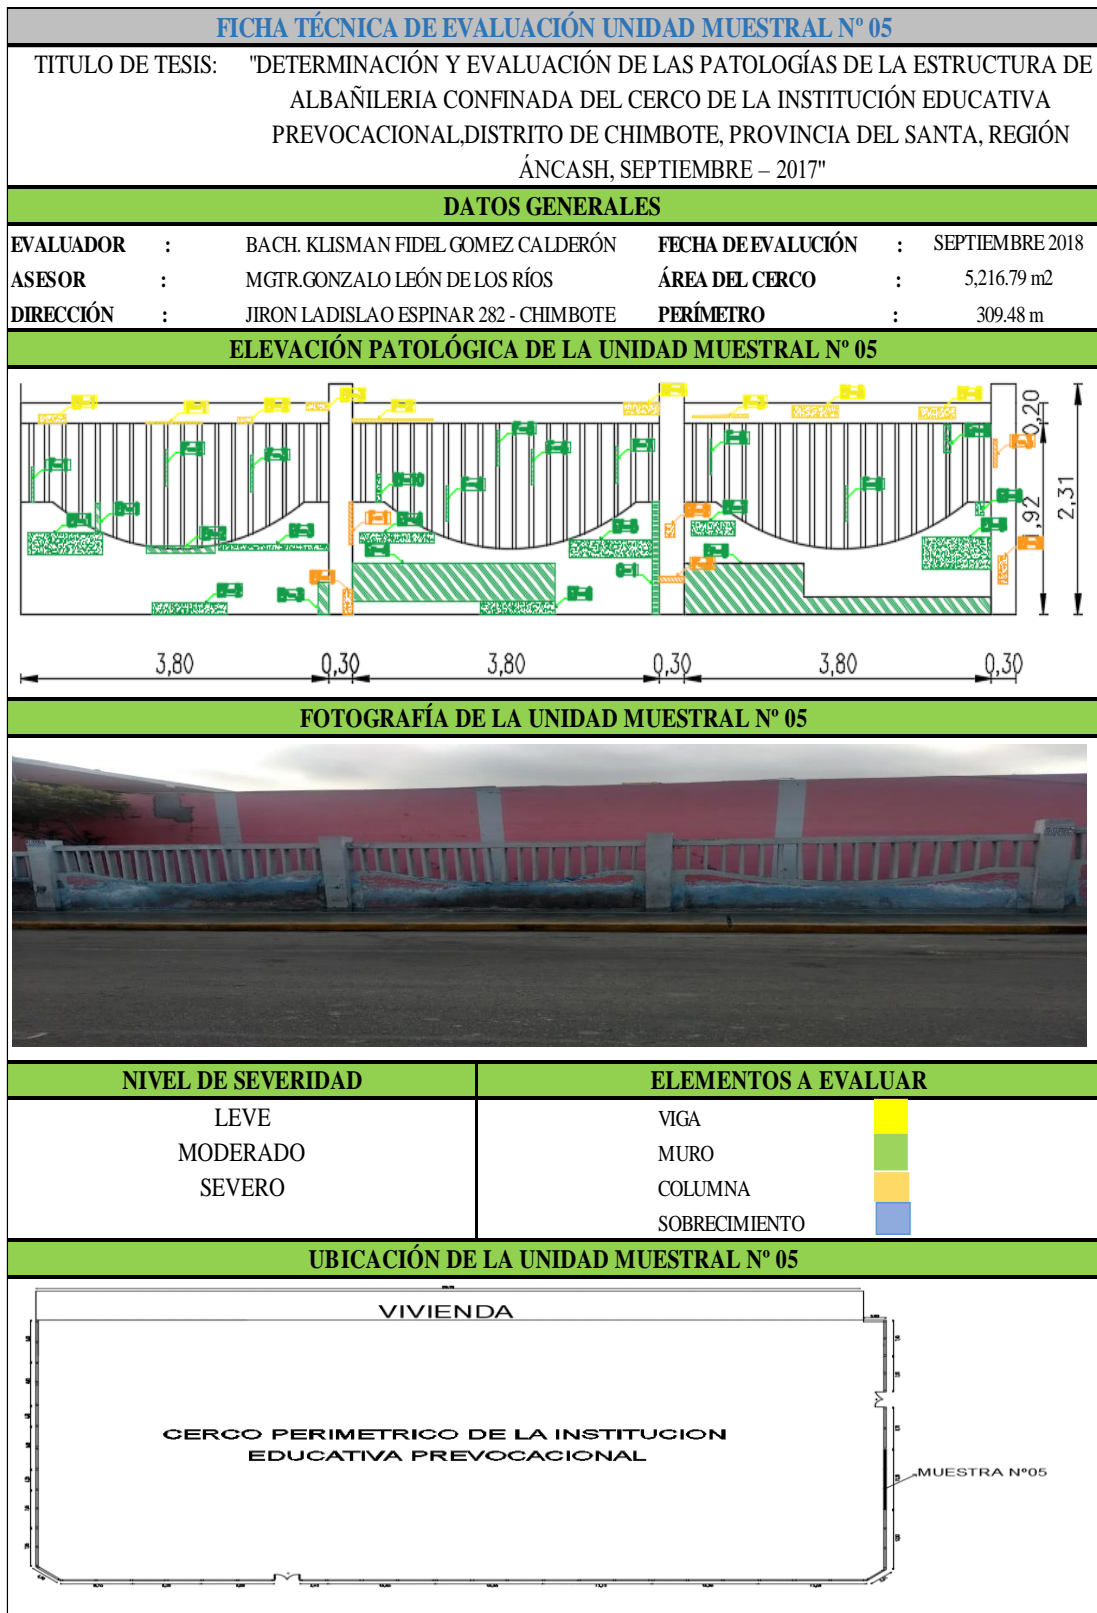 FICHA TÉCNICA DE EVALUACIÓN UNIDAD MUESTRAL Nº 05
TITULO DE TESIS: "DETERMINACIÓN Y EVALUACIÓN DE LAS PATOLOGÍAS DE LA ESTRUCTURA DE
ALBAÑILERIA CONFINADA DEL CERCO DE LA INSTITUCIÓN EDUCATIVA
PREVOCACIONAL,DISTRITO DE CHIMBOTE, PROVINCIA DEL SANTA, REGIÓN
ÁNCASH, SEPTIEMBRE – 2017"
DATOS GENERALES
EVALUADOR : BACH. KLISMAN FIDEL GOMEZ CALDERÓN FECHA DE EVALUCIÓN : SEPTIEMBRE 2018
ASESOR : MGTR.GONZALO LEÓN DE LOS RÍOS ÁREA DEL CERCO : 5,216.79 m2
DIRECCIÓN : JIRON LADISLAO ESPINAR 282 - CHIMBOTE PERÍMETRO : 309.48 m
ELEVACIÓN PATOLÓGICA DE LA UNIDAD MUESTRAL Nº 05
0,20
,92
2,31
3,80 0,30 3,80 0,30 3,80 0,30
FOTOGRAFÍA DE LA UNIDAD MUESTRAL Nº 05
NIVEL DE SEVERIDAD ELEMENTOS A EVALUAR
LEVE VIGA
MODERADO MURO
SEVERO COLUMNA
SOBRECIMIENTO
UBICACIÓN DE LA UNIDAD MUESTRAL Nº 05
VIVIENDA
CERCO PERIMETRICO DE LA INSTITUCION
EDUCATIVA PREVOCACIONAL
MUESTRA Nº05